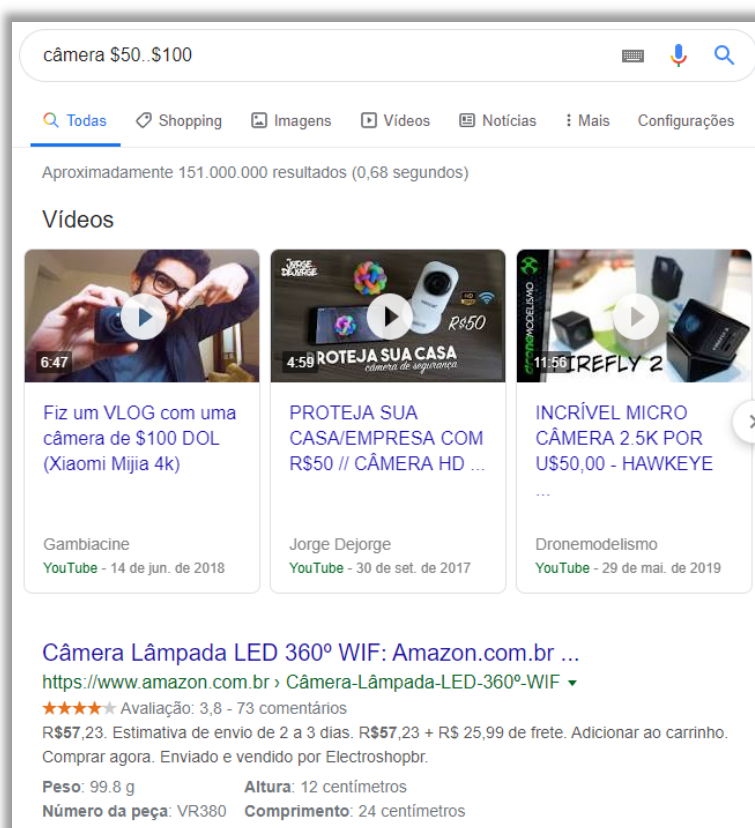 câmera $50..$100
Todas Shopping Imagens Vídeos Notícias Mais Configurações
Aproximadamente 151.000.000 resultados (0,68 segundos)
Vídeos
6:47
JORGE
DEJORGE
HD
R$50
4:59 PROTEJA SUA CASA
câmera de segurança
dronemodelismo
11:56 FIREFLY 2
Fiz um VLOG com uma
câmera de $100 DOL
(Xiaomi Mijia 4k)
Gambiacine
YouTube - 14 de jun. de 2018
PROTEJA SUA
CASA/EMPRESA COM
R$50 // CÂMERA HD ...
Jorge Dejorge
YouTube - 30 de set. de 2017
INCRÍVEL MICRO
CÂMERA 2.5K POR
U$50,00 - HAWKEYE
...
Dronemodelismo
YouTube - 29 de mai. de 2019
Câmera Lâmpada LED 360º WIF: Amazon.com.br ...
https://www.amazon.com.br › Câmera-Lâmpada-LED-360º-WIF
Avaliação: 3,8 - 73 comentários
R$57,23. Estimativa de envio de 2 a 3 dias. R$57,23 + R$ 25,99 de frete. Adicionar ao carrinho.
Comprar agora. Enviado e vendido por Electroshopbr.
Peso: 99.8 g Altura: 12 centímetros
Número da peça: VR380 Comprimento: 24 centímetros